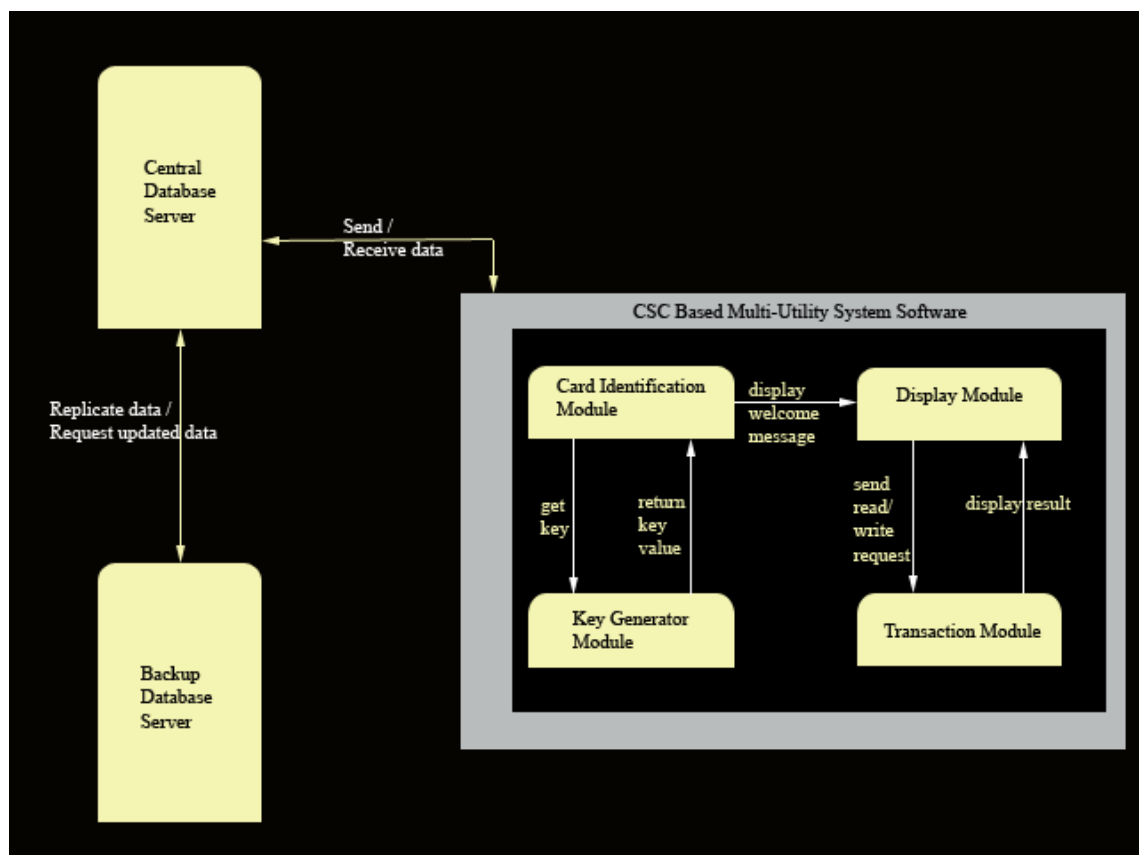 Central
Database
Server
Send /
Receive data
CSC Based Multi-Utility System Software
Card Identification
Module
display
welcome
message
Display Module
Replicate data /
Request updated data
get
key
return
key
value
send
read/
write
request
display result
Key Generator
Module
Transaction Module
Backup
Database
Server